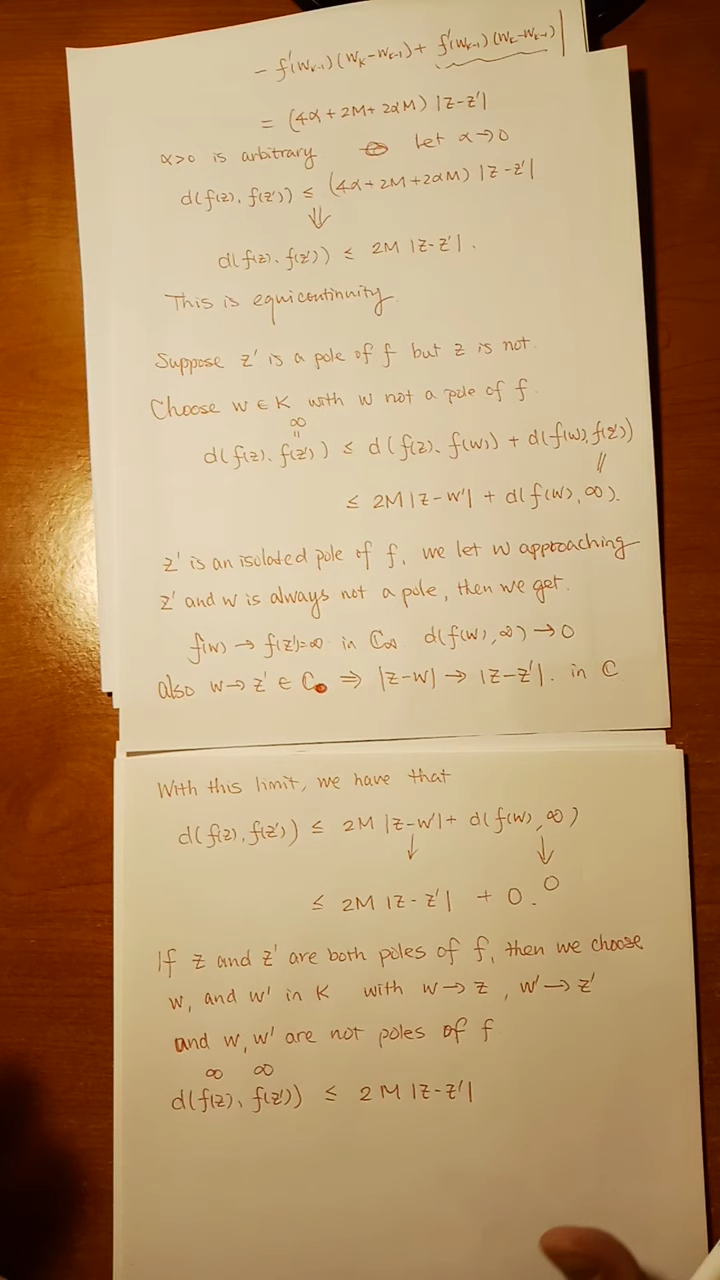 - f'(w_{k-1})(w_k-w_{k-1}) + f'(w_{k-1})(w_k-w_{k-1})|
= (4α+2M+2αM) |z-z'|
α>0 is arbitrary Let α→0
d(f(z), f(z')) ≤ (4α+2M+2αM) |z-z'|
⇓
d(f(z), f(z')) ≤ 2M |z-z'|.
This is equicontinuity.
Suppose z' is a pole of f but z is not.
Choose w ∈ K with w not a pole of f.
∞
"
d(f(z), f(z')) ≤ d(f(z), f(w)) + d(f(w), f(z'))
//
≤ 2M|z-w'| + d(f(w), ∞).
z' is an isolated pole of f, we let w approaching
z' and w is always not a pole, then we get.
f(w) → f(z')=∞ in ℂ∞ d(f(w), ∞) → 0
also w→z' ∈ ℂ ⇒ |z-w| → |z-z'|. in ℂ
With this limit, we have that
d(f(z), f(z')) ≤ 2M |z-w'| + d(f(w), ∞)
↓ ↓
≤ 2M |z-z'| + 0. 0
If z and z' are both poles of f, then we choose
w, and w' in K with w→z, w'→z'
and w, w' are not poles of f
∞ ∞
d(f(z), f(z')) ≤ 2M |z-z'|